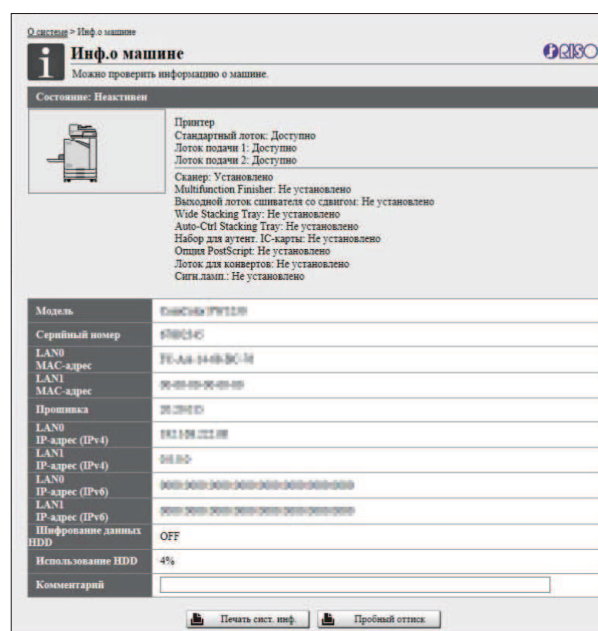 О системе > Инф.о машине
Инф.о машине
RISO
Можно проверить информацию о машине.
Состояние: Неактивен
Принтер
Стандартный лоток: Доступно
Лоток подачи 1: Доступно
Лоток подачи 2: Доступно
Сканер: Установлено
Multifunction Finisher: Не установлено
Выходной лоток сшивателя со сдвигом: Не установлено
Wide Stacking Tray: Не установлено
Auto-Ctrl Stacking Tray: Не установлено
Набор для аутент. IC-карты: Не установлено
Опция PostScript: Не установлено
Лоток для конвертов: Не установлено
Сигн.ламп.: Не установлено
Модель
Серийный номер
LAN0
MAC-адрес
LAN1
MAC-адрес
Прошивка
LAN0
IP-адрес (IPv4)
LAN1
IP-адрес (IPv4)
LAN0
IP-адрес (IPv6)
LAN1
IP-адрес (IPv6)
Шифрование данных
HDD
OFF
Использование HDD 4%
Комментарий
Печать сист. инф. Пробный оттиск